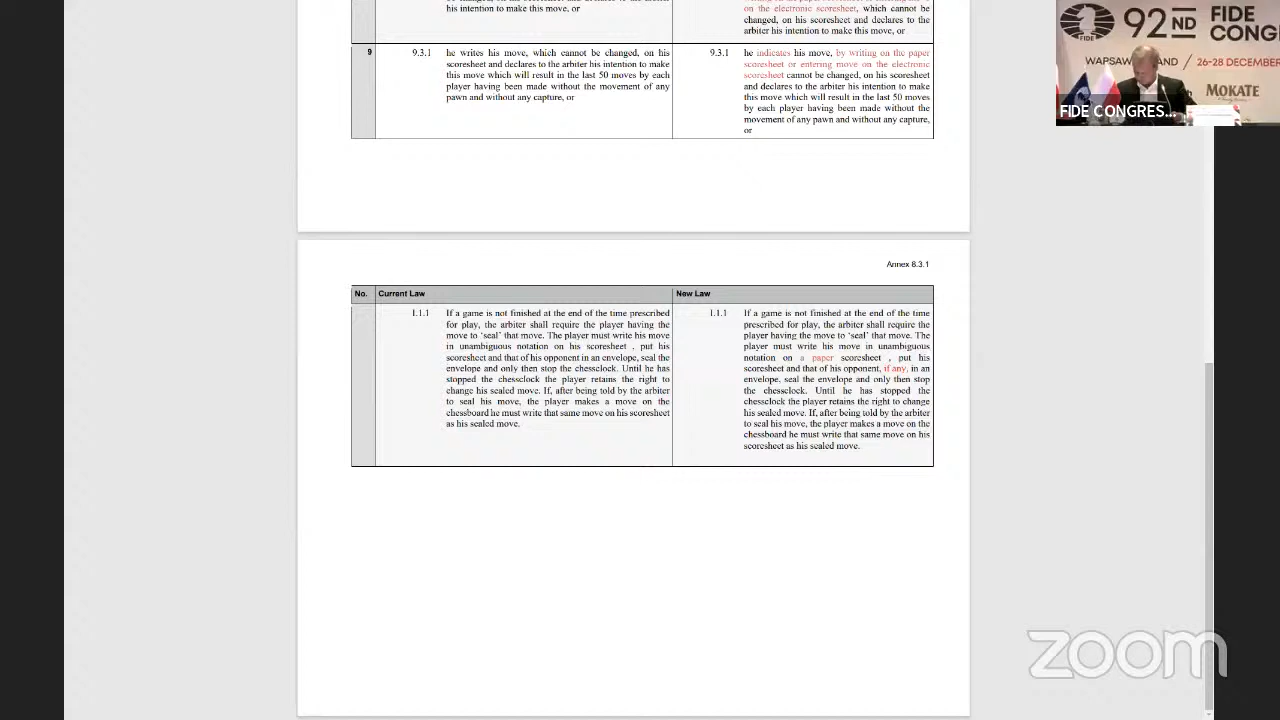 his intention to make this move, or
on the electronic scoresheet, which cannot be
changed, on his scoresheet and declares to the
arbiter his intention to make this move, or
9
9.3.1 he writes his move, which cannot be changed, on his
scoresheet and declares to the arbiter his intention to make
this move which will result in the last 50 moves by each
player having been made without the movement of any
pawn and without any capture, or
9.3.1 he indicates his move, by writing on the paper
scoresheet or entering move on the electronic
scoresheet cannot be changed, on his scoresheet
and declares to the arbiter his intention to make
this move which will result in the last 50 moves
by each player having been made without the
movement of any pawn and without any capture,
or
Annex 8.3.1
No. Current Law New Law
I.1.1 If a game is not finished at the end of the time prescribed
for play, the arbiter shall require the player having the
move to ‘seal’ that move. The player must write his move
in unambiguous notation on his scoresheet , put his
scoresheet and that of his opponent in an envelope, seal the
envelope and only then stop the chessclock. Until he has
stopped the chessclock the player retains the right to
change his sealed move. If, after being told by the arbiter
to seal his move, the player makes a move on the
chessboard he must write that same move on his scoresheet
as his sealed move.
I.1.1 If a game is not finished at the end of the time
prescribed for play, the arbiter shall require the
player having the move to ‘seal’ that move. The
player must write his move in unambiguous
notation on a paper scoresheet , put his
scoresheet and that of his opponent, if any, in an
envelope, seal the envelope and only then stop
the chessclock. Until he has stopped the
chessclock the player retains the right to change
his sealed move. If, after being told by the arbiter
to seal his move, the player makes a move on the
chessboard he must write that same move on his
scoresheet as his sealed move.
FIDE
92ND FIDE
CONG
26-28 DECEMBER
MOKATE
FIDE CONGRES...
zoom